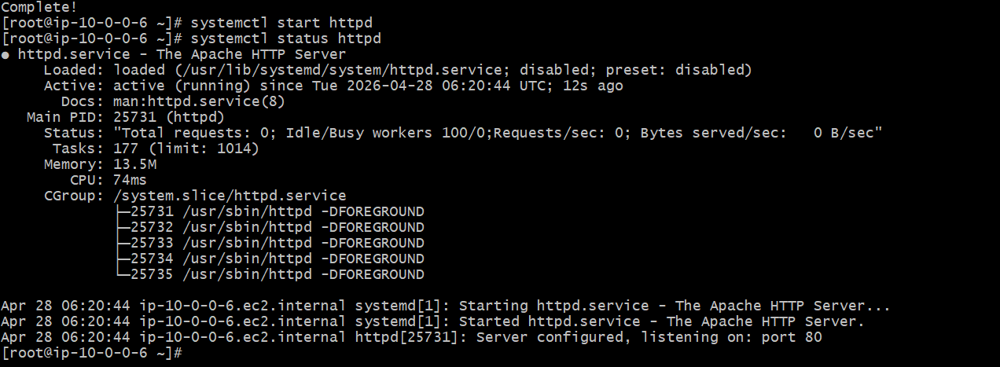 Complete!
[root@ip-10-0-0-6 ~]# systemctl start httpd
[root@ip-10-0-0-6 ~]# systemctl status httpd
● httpd.service - The Apache HTTP Server
     Loaded: loaded (/usr/lib/systemd/system/httpd.service; disabled; preset: disabled)
     Active: active (running) since Tue 2026-04-28 06:20:44 UTC; 12s ago
       Docs: man:httpd.service(8)
   Main PID: 25731 (httpd)
     Status: "Total requests: 0; Idle/Busy workers 100/0;Requests/sec: 0; Bytes served/sec:   0 B/sec"
      Tasks: 177 (limit: 1014)
     Memory: 13.5M
        CPU: 74ms
     CGroup: /system.slice/httpd.service
             ├─25731 /usr/sbin/httpd -DFOREGROUND
             ├─25732 /usr/sbin/httpd -DFOREGROUND
             ├─25733 /usr/sbin/httpd -DFOREGROUND
             ├─25734 /usr/sbin/httpd -DFOREGROUND
             └─25735 /usr/sbin/httpd -DFOREGROUND

Apr 28 06:20:44 ip-10-0-0-6.ec2.internal systemd[1]: Starting httpd.service - The Apache HTTP Server...
Apr 28 06:20:44 ip-10-0-0-6.ec2.internal systemd[1]: Started httpd.service - The Apache HTTP Server.
Apr 28 06:20:44 ip-10-0-0-6.ec2.internal httpd[25731]: Server configured, listening on: port 80
[root@ip-10-0-0-6 ~]#